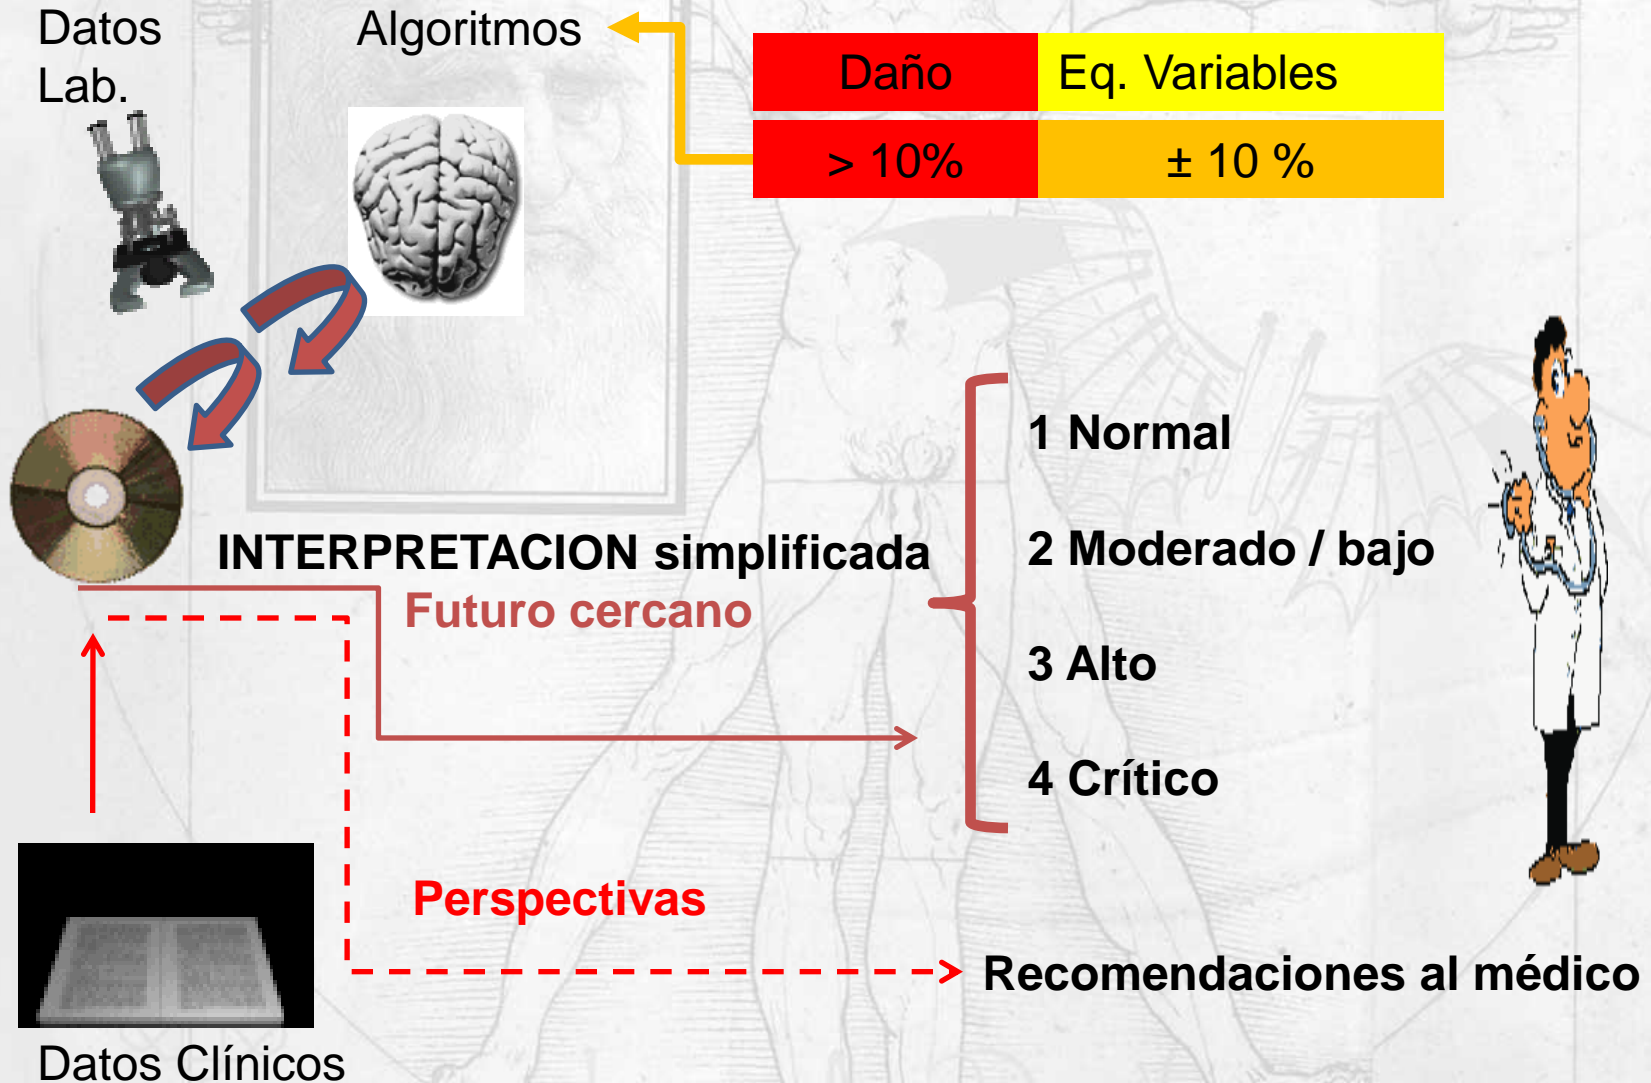 Datos
Lab.
Algoritmos
Daño
Eq. Variables
> 10%
± 10 %
1 Normal
2 Moderado / bajo
3 Alto
4 Crítico
INTERPRETACION simplificada
Futuro cercano
Perspectivas
Recomendaciones al médico
Datos Clínicos